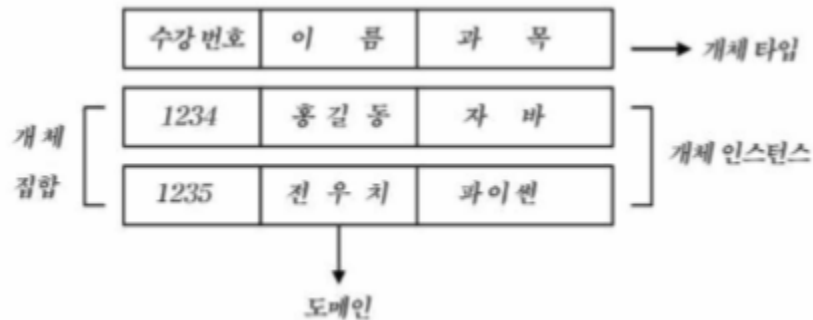 수강 번호 이 름 과 목 개체 타입
1234 홍 길 동 자 바
개 체 집합 개체 인스턴스
1235 전 우 치 파 이 썬
도메인